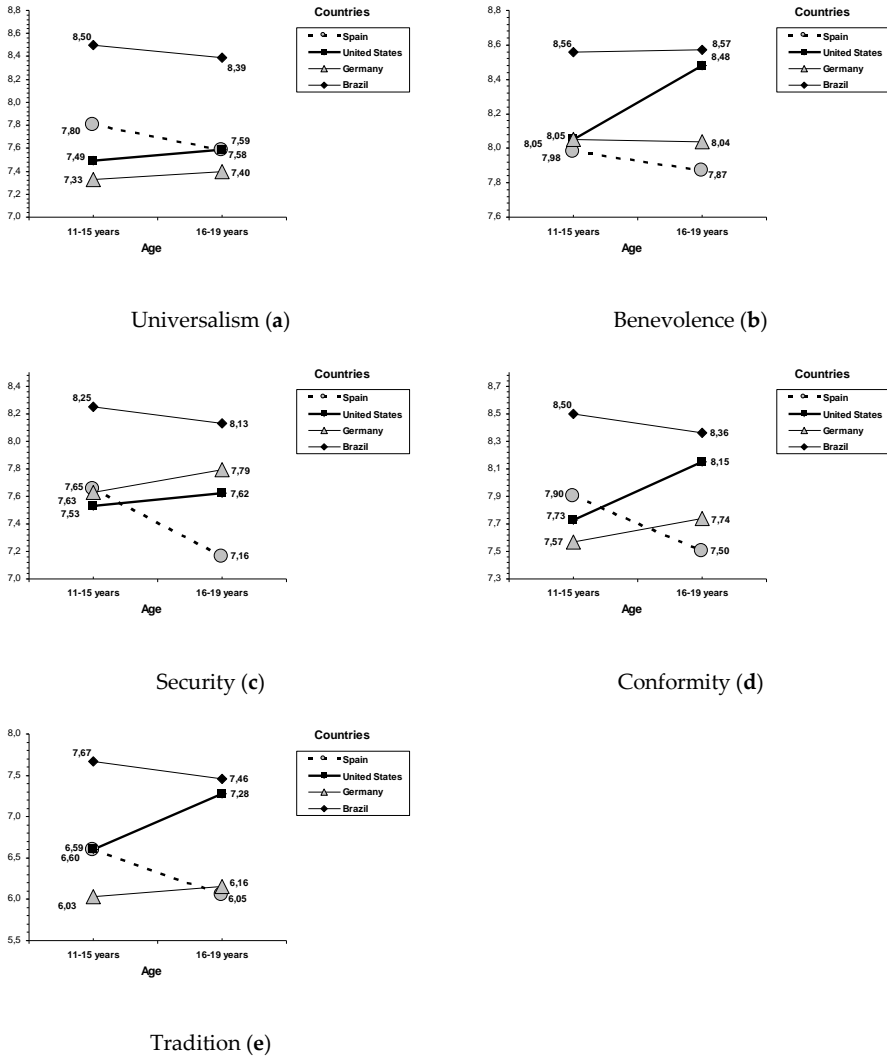 8,8
8,6
8,4
8,2
8,0
7,8
7,6
7,4
7,2
7,0
8,50
8,39
7,80
7,59
7,58
7,49
7,40
7,33
11-15 years
16-19 years
Age
Countries
Spain
United States
Germany
Brazil
Universalism (a)
8,8
8,6
8,4
8,2
8,0
7,8
7,6
8,56
8,57
8,48
8,05
8,05
8,04
7,98
7,87
11-15 years
16-19 years
Age
Countries
Spain
United States
Germany
Brazil
Benevolence (b)
8,4
8,2
8,0
7,8
7,6
7,4
7,2
7,0
8,25
8,13
7,79
7,65
7,63
7,62
7,53
7,16
11-15 years
16-19 years
Age
Countries
Spain
United States
Germany
Brazil
Security (c)
8,7
8,5
8,3
8,1
7,9
7,7
7,5
7,3
8,50
8,36
8,15
7,90
7,73
7,74
7,57
7,50
11-15 years
16-19 years
Age
Countries
Spain
United States
Germany
Brazil
Conformity (d)
8,0
7,5
7,0
6,5
6,0
5,5
7,67
7,46
7,28
6,59
6,60
6,16
6,03
6,05
11-15 years
16-19 years
Age
Countries
Spain
United States
Germany
Brazil
Tradition (e)